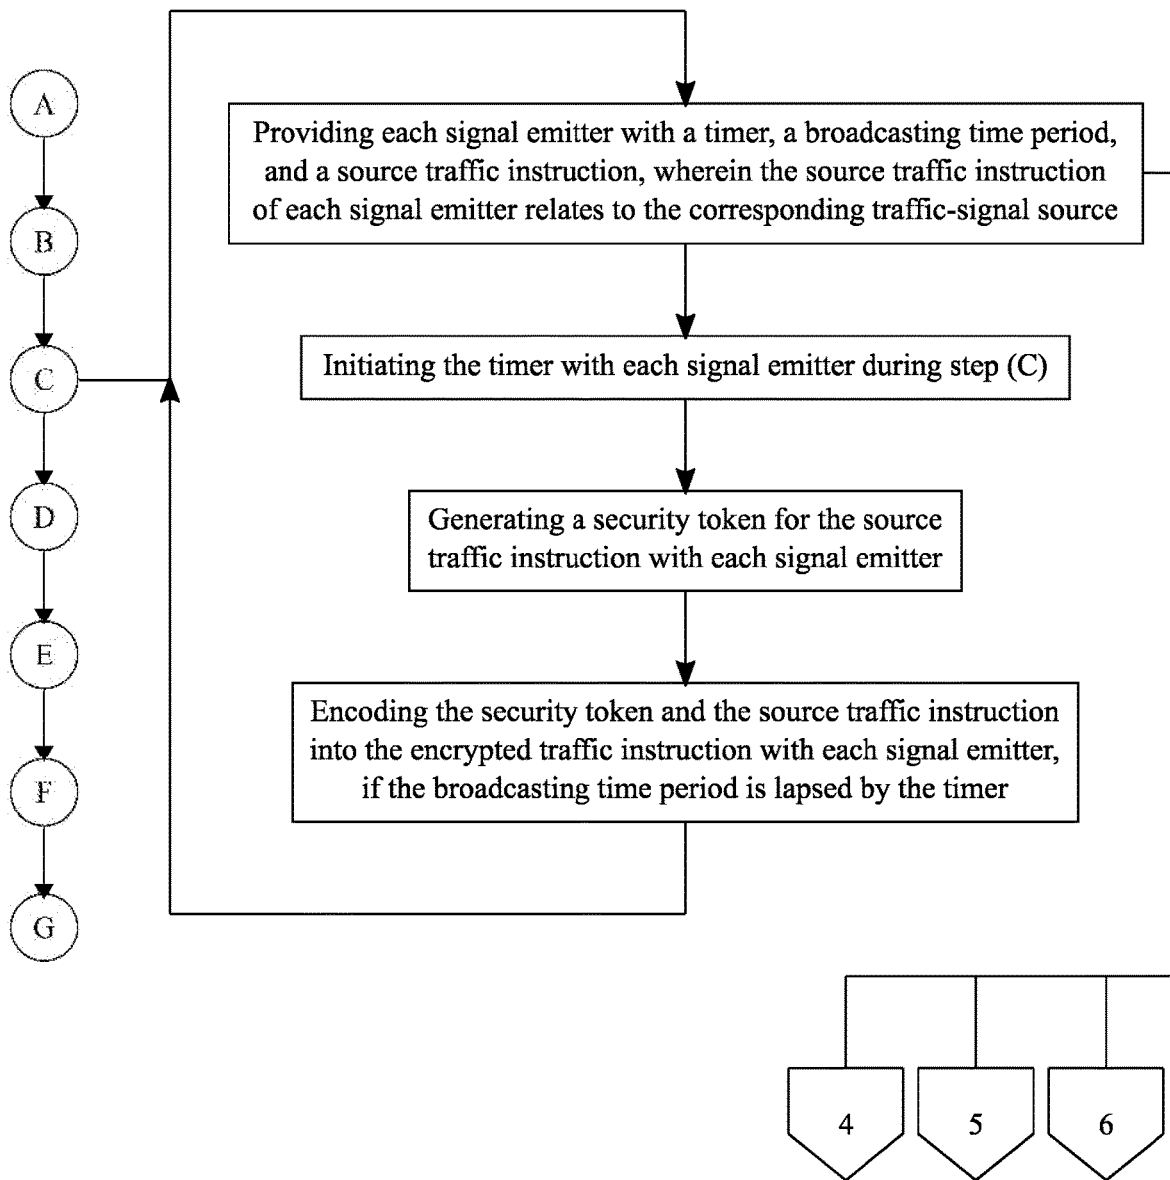 A
B
C
D
E
F
G
Providing each signal emitter with a timer, a broadcasting time period,
and a source traffic instruction, wherein the source traffic instruction
of each signal emitter relates to the corresponding traffic-signal source
Initiating the timer with each signal emitter during step (C)
Generating a security token for the source
traffic instruction with each signal emitter
Encoding the security token and the source traffic instruction
into the encrypted traffic instruction with each signal emitter,
if the broadcasting time period is lapsed by the timer
4
5
6